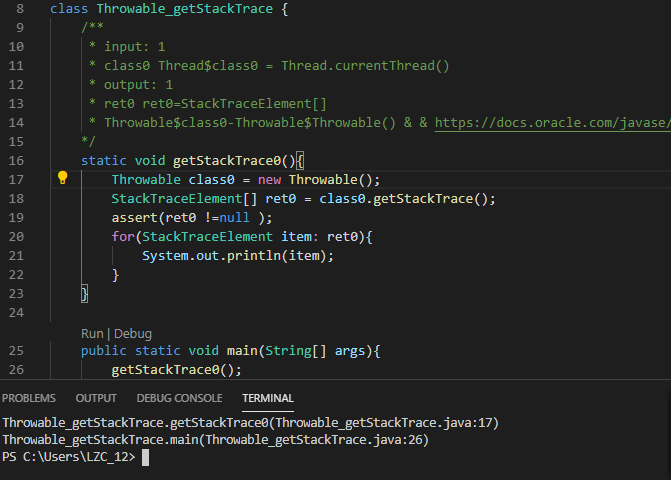 8 class Throwable_getStackTrace {
9 /**
10 * input: 1
11 * class0 Thread$class0 = Thread.currentThread()
12 * output: 1
13 * ret0 ret0=StackTraceElement[]
14 * Throwable$class0-Throwable$Throwable() & & https://docs.oracle.com/javase/
15 */
16 static void getStackTrace0(){
17 Throwable class0 = new Throwable();
18 StackTraceElement[] ret0 = class0.getStackTrace();
19 assert(ret0 !=null );
20 for(StackTraceElement item: ret0){
21 System.out.println(item);
22 }
23 }
24
Run | Debug
25 public static void main(String[] args){
26 getStackTrace0();
PROBLEMS OUTPUT DEBUG CONSOLE TERMINAL
Throwable_getStackTrace.getStackTrace0(Throwable_getStackTrace.java:17)
Throwable_getStackTrace.main(Throwable_getStackTrace.java:26)
PS C:\Users\LZC_12>